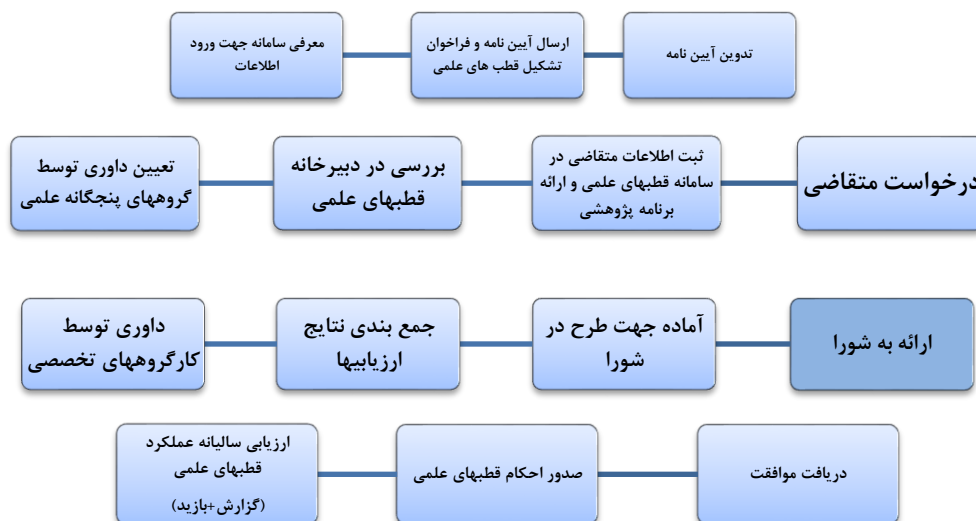 تدوین آیین نامه
ارسال آیین نامه و فراخوان
تشکیل قطب های علمی
معرفی سامانه جهت ورود
اطلاعات
درخواست متقاضی
ثبت اطلاعات متقاضی در
سامانه قطبهای علمی و ارائه
برنامه پژوهشی
بررسی در دبیرخانه
قطبهای علمی
تعیین داوری توسط
گروههای پنجگانه علمی
ارائه به شورا
آماده جهت طرح در
شورا
جمع بندی نتایج
ارزیابیها
داوری توسط
کارگروههای تخصصی
دریافت موافقت
صدور احکام قطبهای علمی
ارزیابی سالیانه عملکرد
قطبهای علمی
(گزارش+بازید)